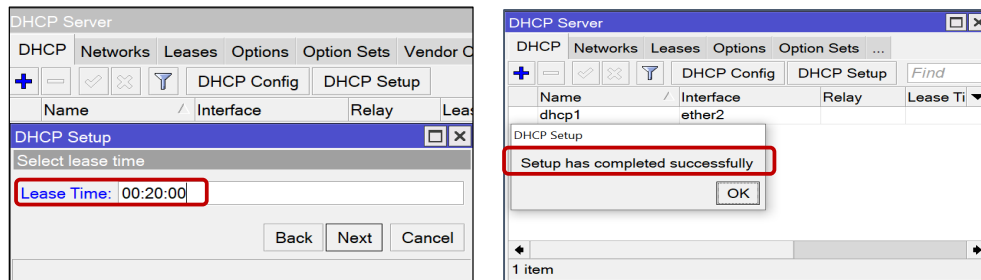 DHCP Server
DHCP Networks Leases Options Option Sets Vendor C
DHCP Config DHCP Setup
Name Interface Relay Leas
DHCP Setup
Select lease time
Lease Time: 00:20:00
Back Next Cancel
DHCP Server
DHCP Networks Leases Options Option Sets ...
DHCP Config DHCP Setup Find
Name Interface Relay Lease Ti
dhcp1 ether2
DHCP Setup
Setup has completed successfully
OK
1 item